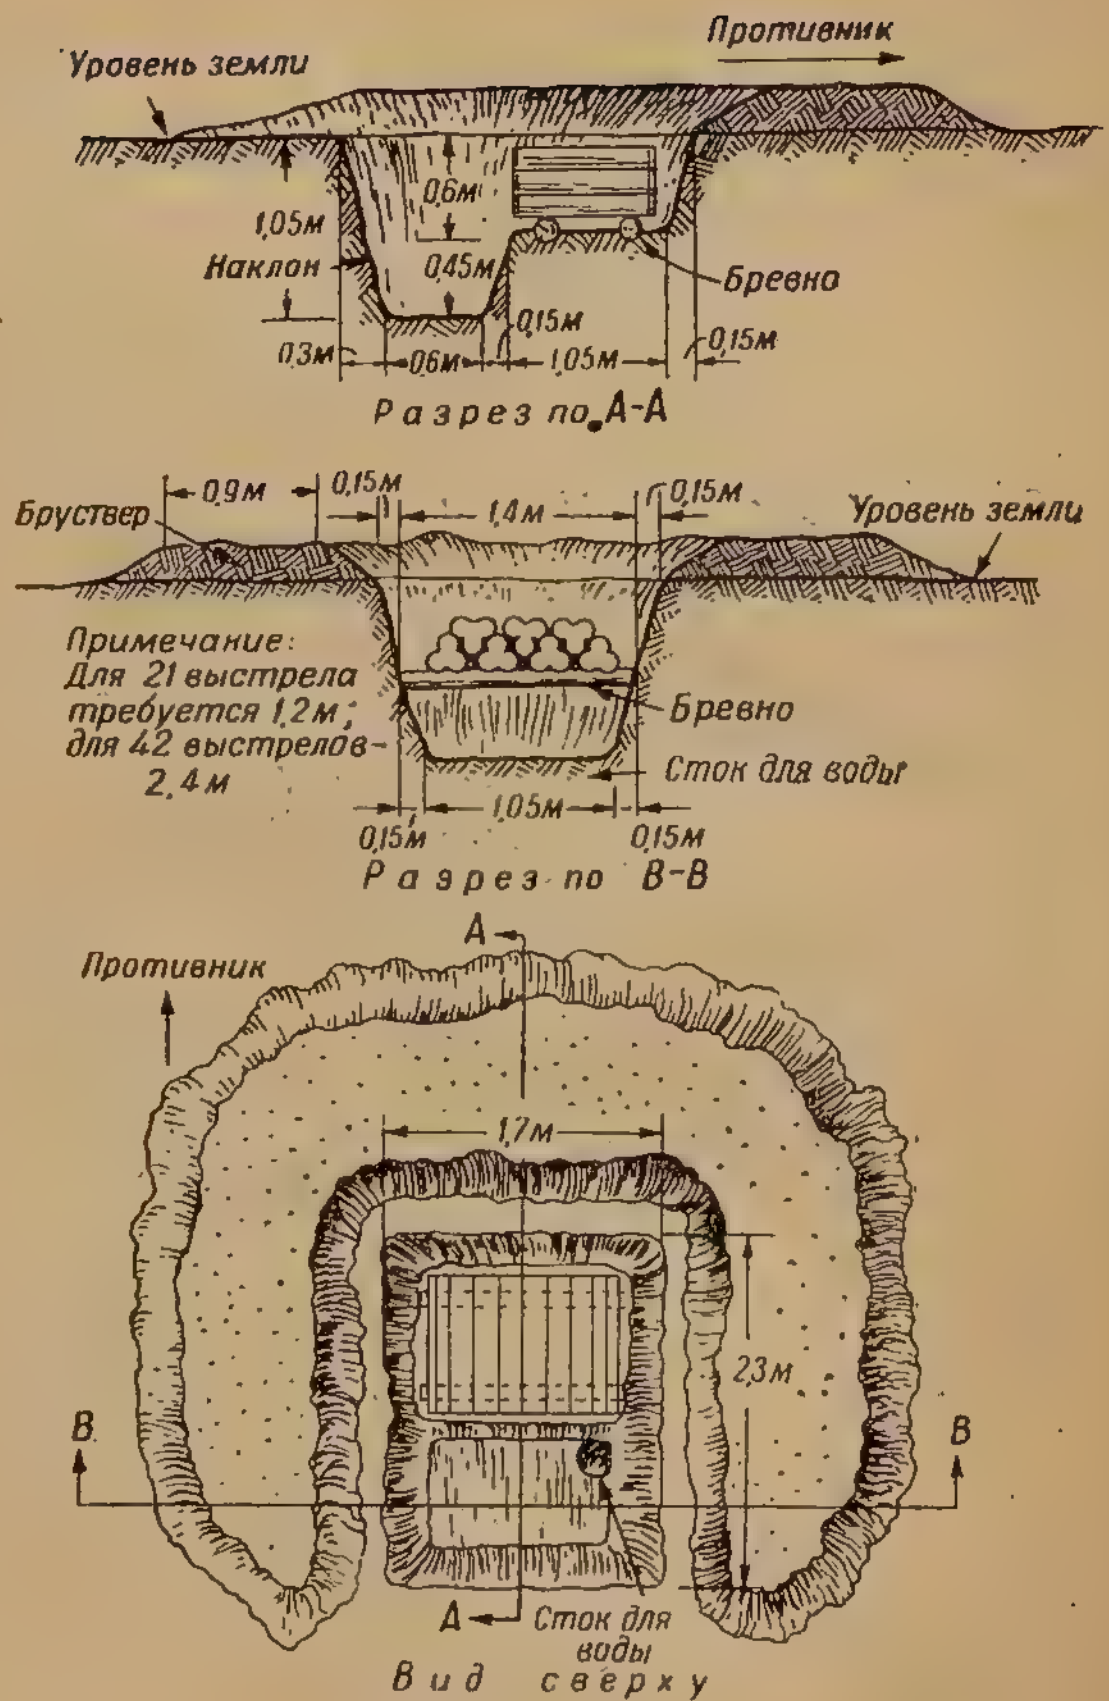 Противник
Уровень земли
0,6м
1,05м
Наклон
0,45м
Бревно
0,15м
0,3м
0,6м
1,05м
0,15м
Разрез по А-А
0,9м
0,15м
1,4м
0,15м
Бруствер
Уровень земли
Примечание:
Для 21 выстрела
требуется 1,2м;
для 42 выстрелов-
2,4м
Бревно
Сток для воды
1,05м
0,15м
0,15м
Разрез по В-В
А
Противник
1,7м
2,3м
В
В
А
Сток для
воды
Вид сверху